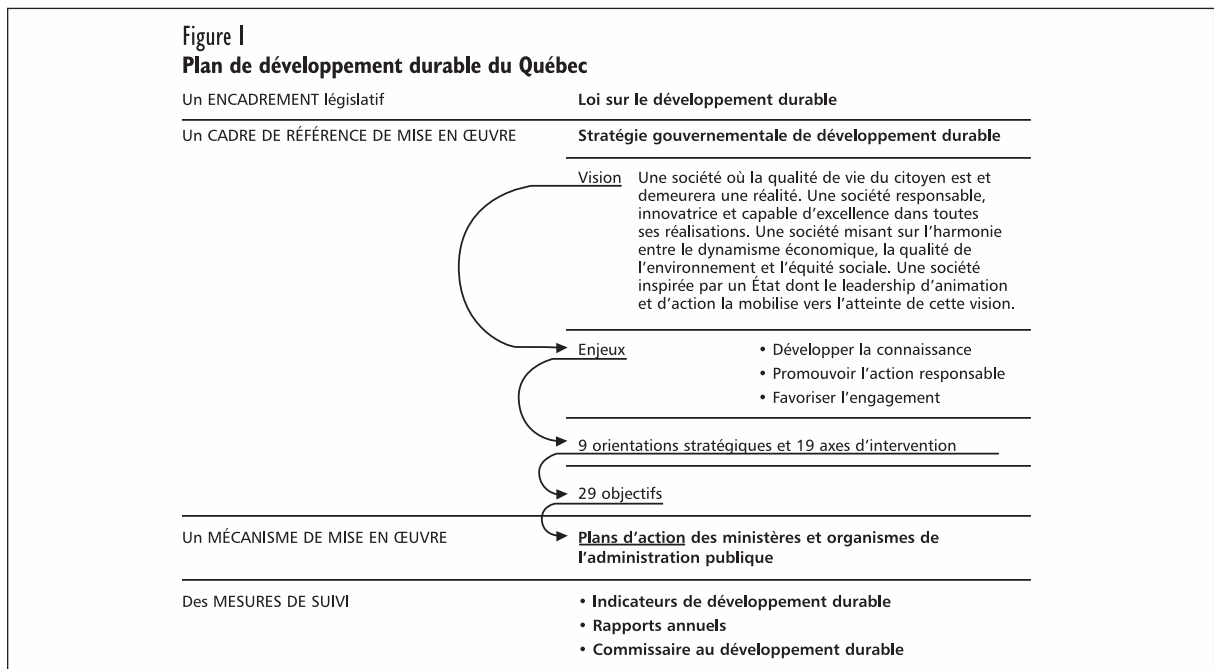 Figure 1
Plan de développement durable du Québec
Un ENCADREMENT législatif Loi sur le développement durable
Un CADRE DE RÉFÉRENCE DE MISE EN ŒUVRE Stratégie gouvernementale de développement durable
Vision Une société où la qualité de vie du citoyen est et
demeurera une réalité. Une société responsable,
innovatrice et capable d'excellence dans toutes
ses réalisations. Une société misant sur l'harmonie
entre le dynamisme économique, la qualité de
l'environnement et l'équité sociale. Une société
inspirée par un État dont le leadership d'animation
et d'action la mobilise vers l'atteinte de cette vision.
Enjeux • Développer la connaissance
• Promouvoir l'action responsable
• Favoriser l'engagement
9 orientations stratégiques et 19 axes d'intervention
29 objectifs
Un MÉCANISME DE MISE EN ŒUVRE Plans d'action des ministères et organismes de
l'administration publique
Des MESURES DE SUIVI • Indicateurs de développement durable
• Rapports annuels
• Commissaire au développement durable